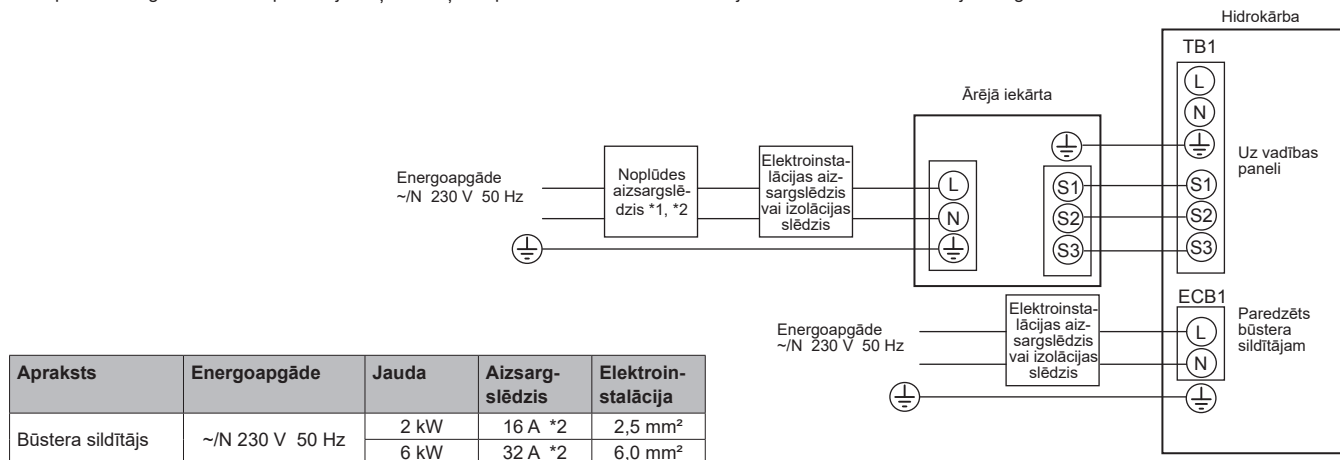 Hidrokārba
TB1
L
N
Ārējā iekārta
Uz vadības
paneli
Energoapgāde
~/N 230 V 50 Hz
Noplūdes
aizsargslē-
dzis *1, *2
Elektroinsta-
lācijas aiz-
sargslēdzis
vai izolācijas
slēdzis
L
N
S1
S2
S3
S1
S2
S3
ECB1
Energoapgāde
~/N 230 V 50 Hz
Elektroinsta-
lācijas aiz-
sargslēdzis
vai izolācijas
slēdzis
L
N
Paredzēts
būstera
sildītājam
Apraksts Energoapgāde Jauda Aizsarg-
slēdzis Elektroin-
stalācija
Būstera sildītājs ~/N 230 V 50 Hz 2 kW 16 A *2 2,5 mm²
6 kW 32 A *2 6,0 mm²